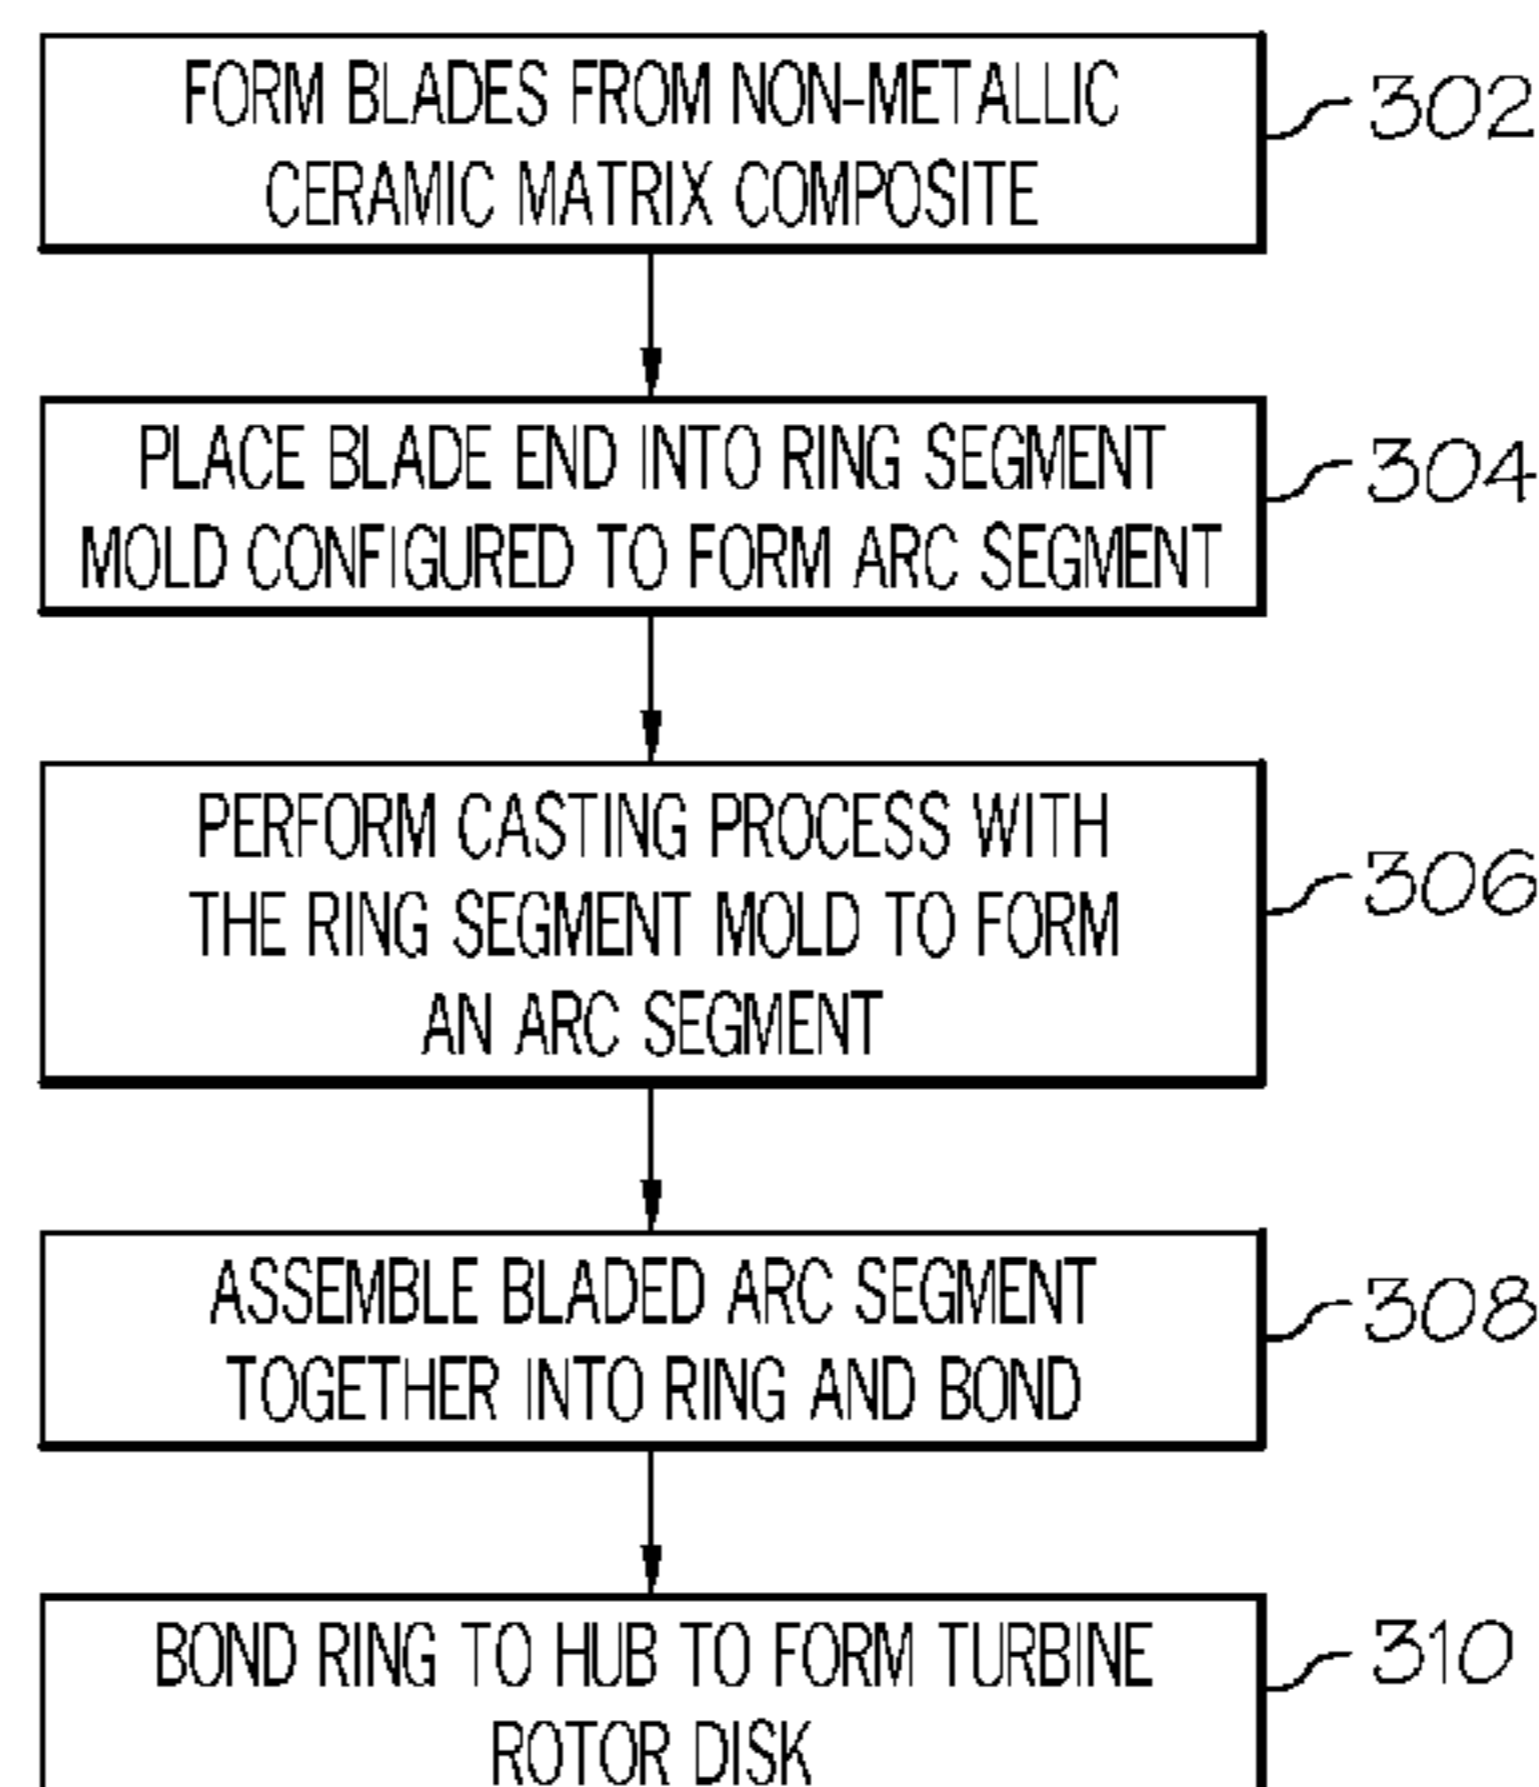 FORM BLADES FROM NON-METALLIC
CERAMIC MATRIX COMPOSITE
302
PLACE BLADE END INTO RING SEGMENT
MOLD CONFIGURED TO FORM ARC SEGMENT
304
PERFORM CASTING PROCESS WITH
THE RING SEGMENT MOLD TO FORM
AN ARC SEGMENT
306
ASSEMBLE BLADED ARC SEGMENT
TOGETHER INTO RING AND BOND
308
BOND RING TO HUB TO FORM TURBINE
ROTOR DISK
310